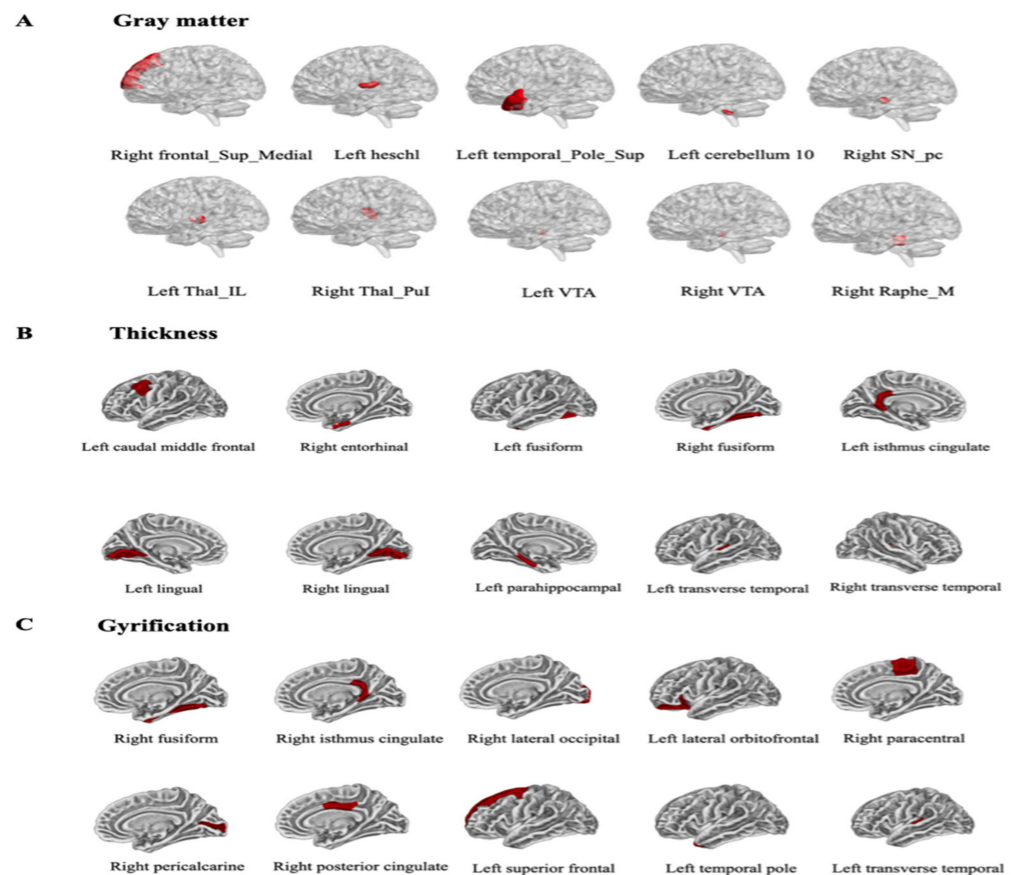 A Gray matter
Right frontal_Sup_Medial Left heschl Left temporal_Pole_Sup Left cerebellum 10 Right SN_pc
Left Thal_IL Right Thal_PuI Left VTA Right VTA Right Raphe_M
B Thickness
Left caudal middle frontal Right entorhinal Left fusiform Right fusiform Left isthmus cingulate
Left lingual Right lingual Left parahippocampal Left transverse temporal Right transverse temporal
C Gyrification
Right fusiform Right isthmus cingulate Right lateral occipital Left lateral orbitofrontal Right paracentral
Right pericalcarine Right posterior cingulate Left superior frontal Left temporal pole Left transverse temporal